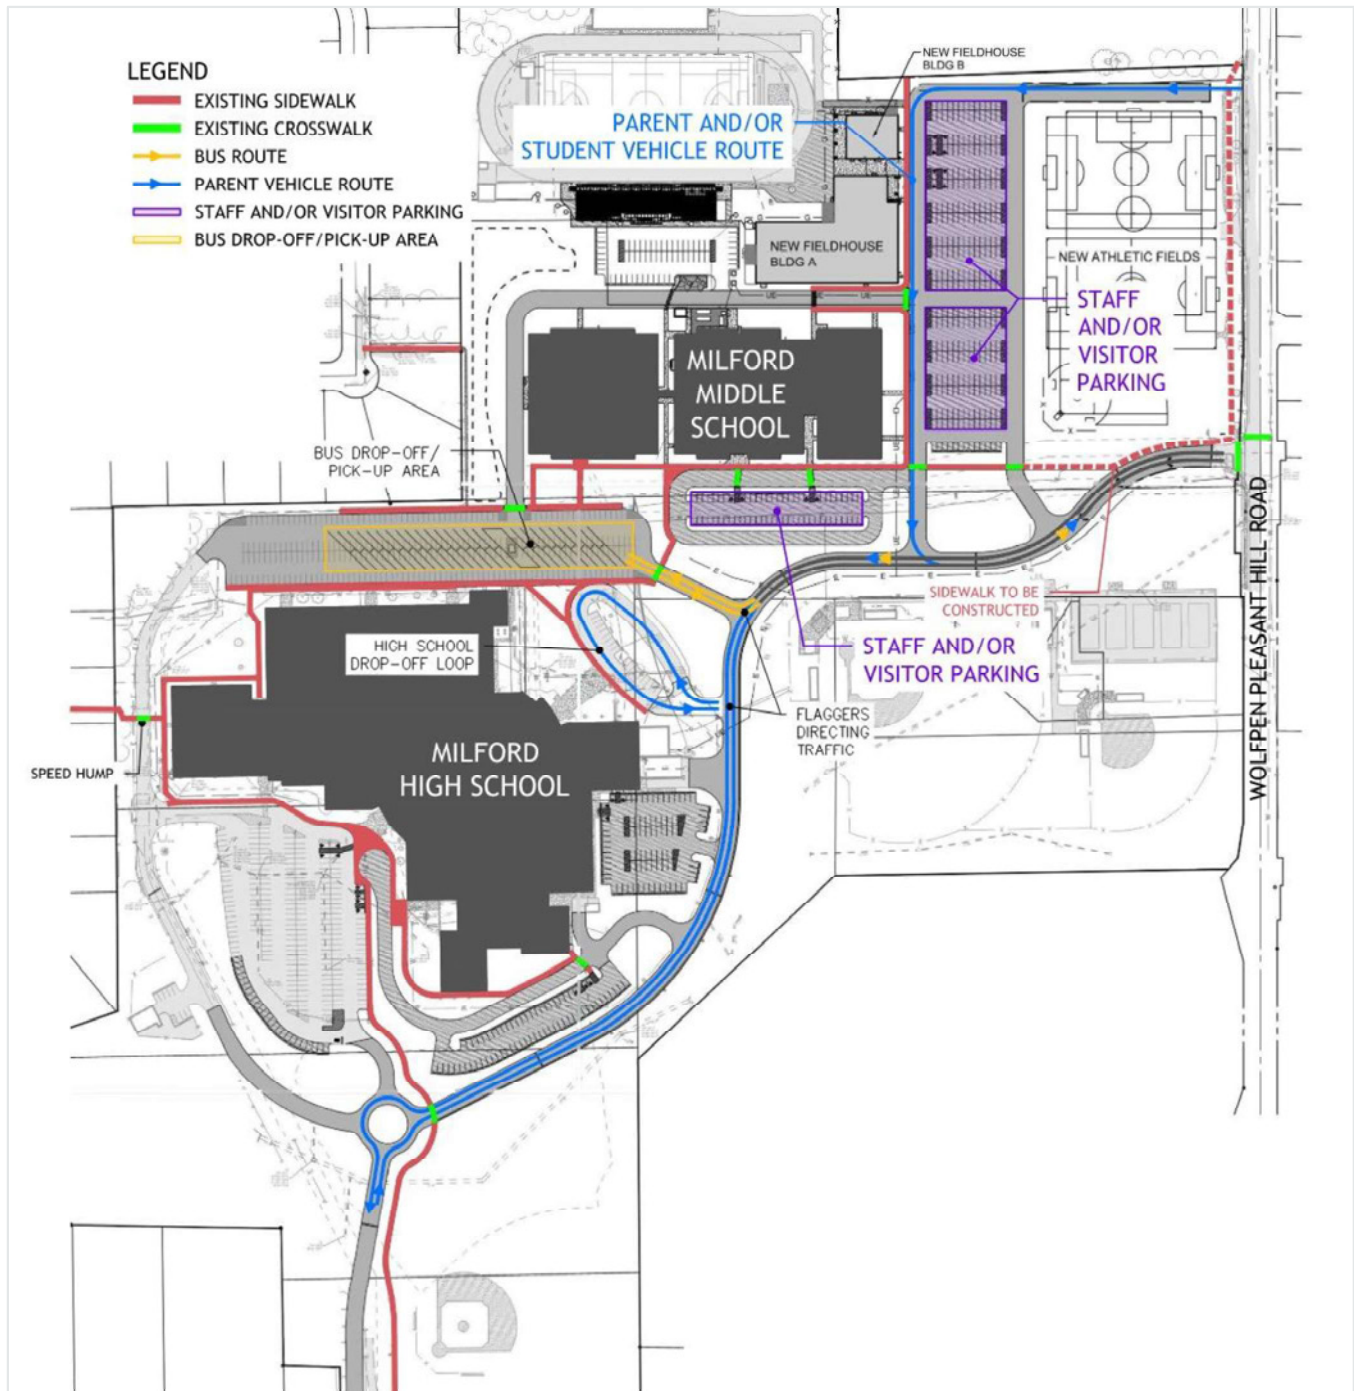 LEGEND
EXISTING SIDEWALK
EXISTING CROSSWALK
BUS ROUTE
PARENT VEHICLE ROUTE
STAFF AND/OR VISITOR PARKING
BUS DROP-OFF/PICK-UP AREA
NEW FIELDHOUSE
BLDG B
PARENT AND/OR
STUDENT VEHICLE ROUTE
NEW FIELDHOUSE
BLDG A
NEW ATHLETIC FIELDS
STAFF
AND/OR
VISITOR
PARKING
MILFORD
MIDDLE
SCHOOL
BUS DROP-OFF/
PICK-UP AREA
WOLFPEN PLEASANT HILL ROAD
SIDEWALK TO BE
CONSTRUCTED
STAFF AND/OR
VISITOR PARKING
HIGH SCHOOL
DROP-OFF LOOP
FLAGGERS
DIRECTING
TRAFFIC
MILFORD
HIGH SCHOOL
SPEED HUMP